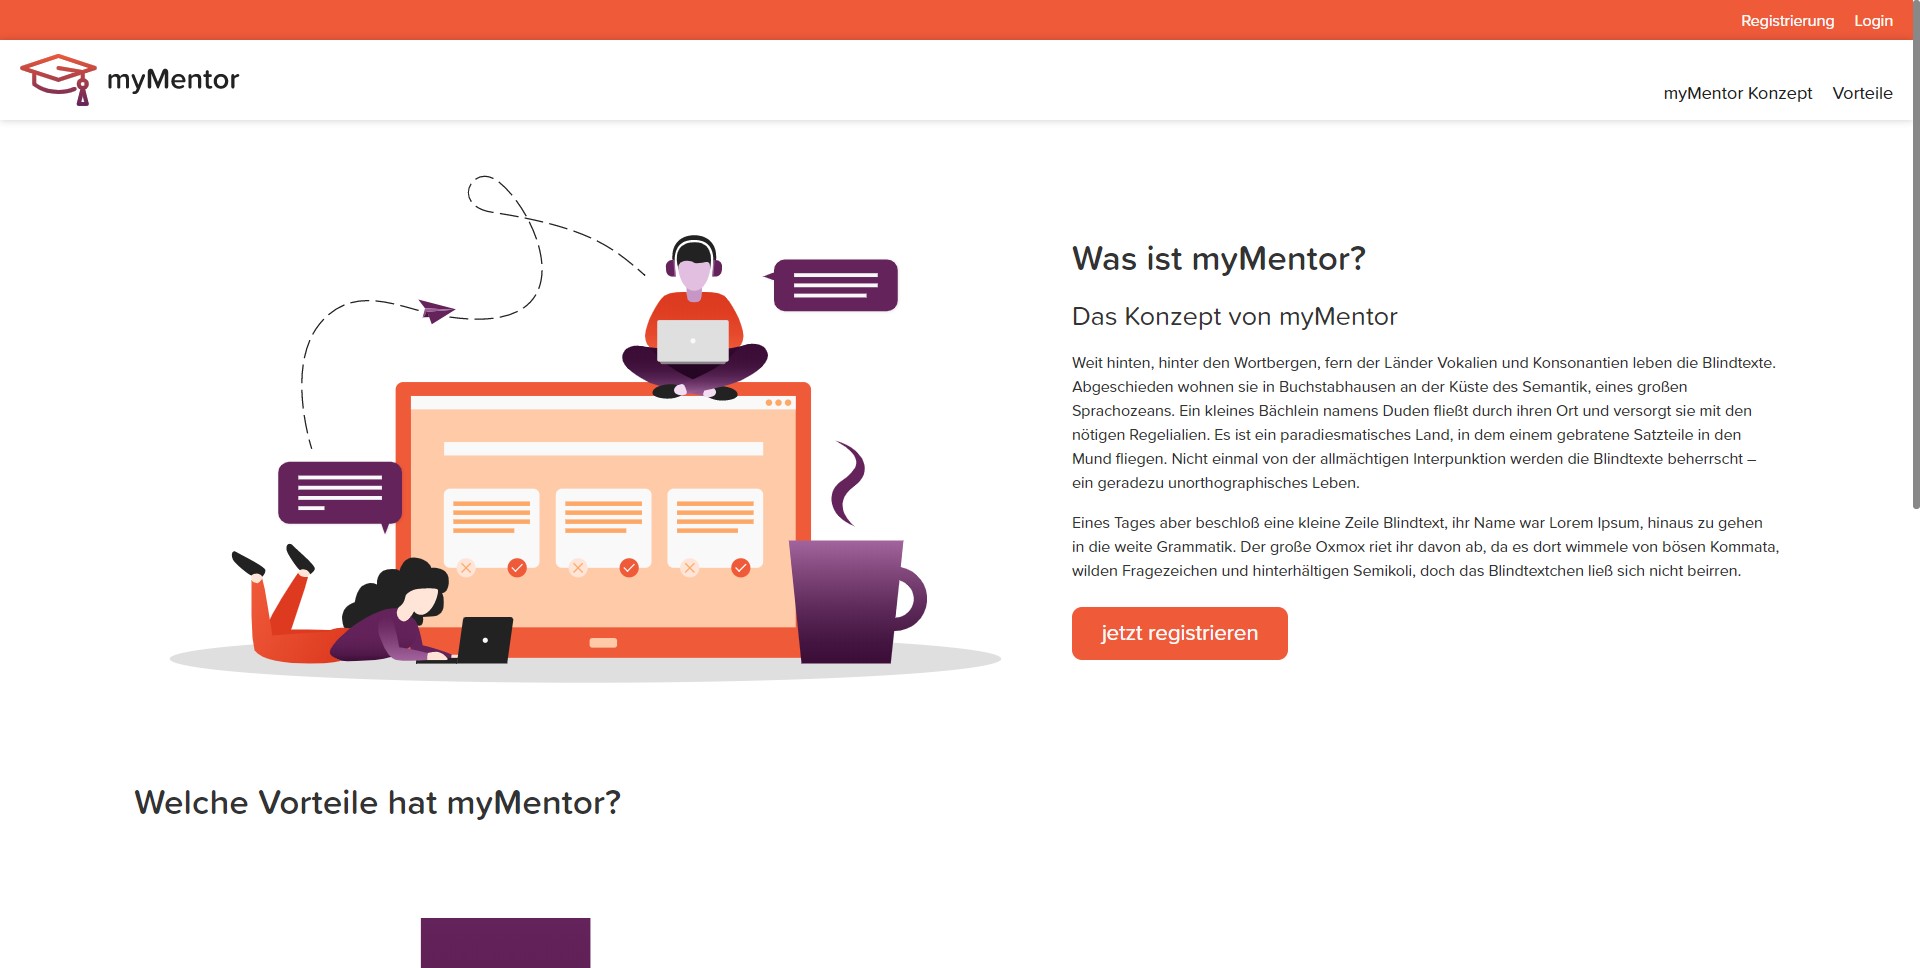 Registrierung Login
myMentor
myMentor Konzept Vorteile
Was ist myMentor?
Das Konzept von myMentor
Weit hinten, hinter den Wortbergen, fern der Länder Vokalien und Konsonantien leben die Blindtexte.
Abgeschieden wohnen sie in Buchstabhausen an der Küste des Semantik, eines großen
Sprachozeans. Ein kleines Bächlein namens Duden fließt durch ihren Ort und versorgt sie mit den
nötigen Regelialien. Es ist ein paradiesmatisches Land, in dem einem gebratene Satzteile in den
Mund fliegen. Nicht einmal von der allmächtigen Interpunktion werden die Blindtexte beherrscht –
ein geradezu unorthographisches Leben.
Eines Tages aber beschloß eine kleine Zeile Blindtext, ihr Name war Lorem Ipsum, hinaus zu gehen
in die weite Grammatik. Der große Oxmox riet ihr davon ab, da es dort wimmele von bösen Kommata,
wilden Fragezeichen und hinterhältigen Semikoli, doch das Blindtextchen ließ sich nicht beirren.
jetzt registrieren
Welche Vorteile hat myMentor?